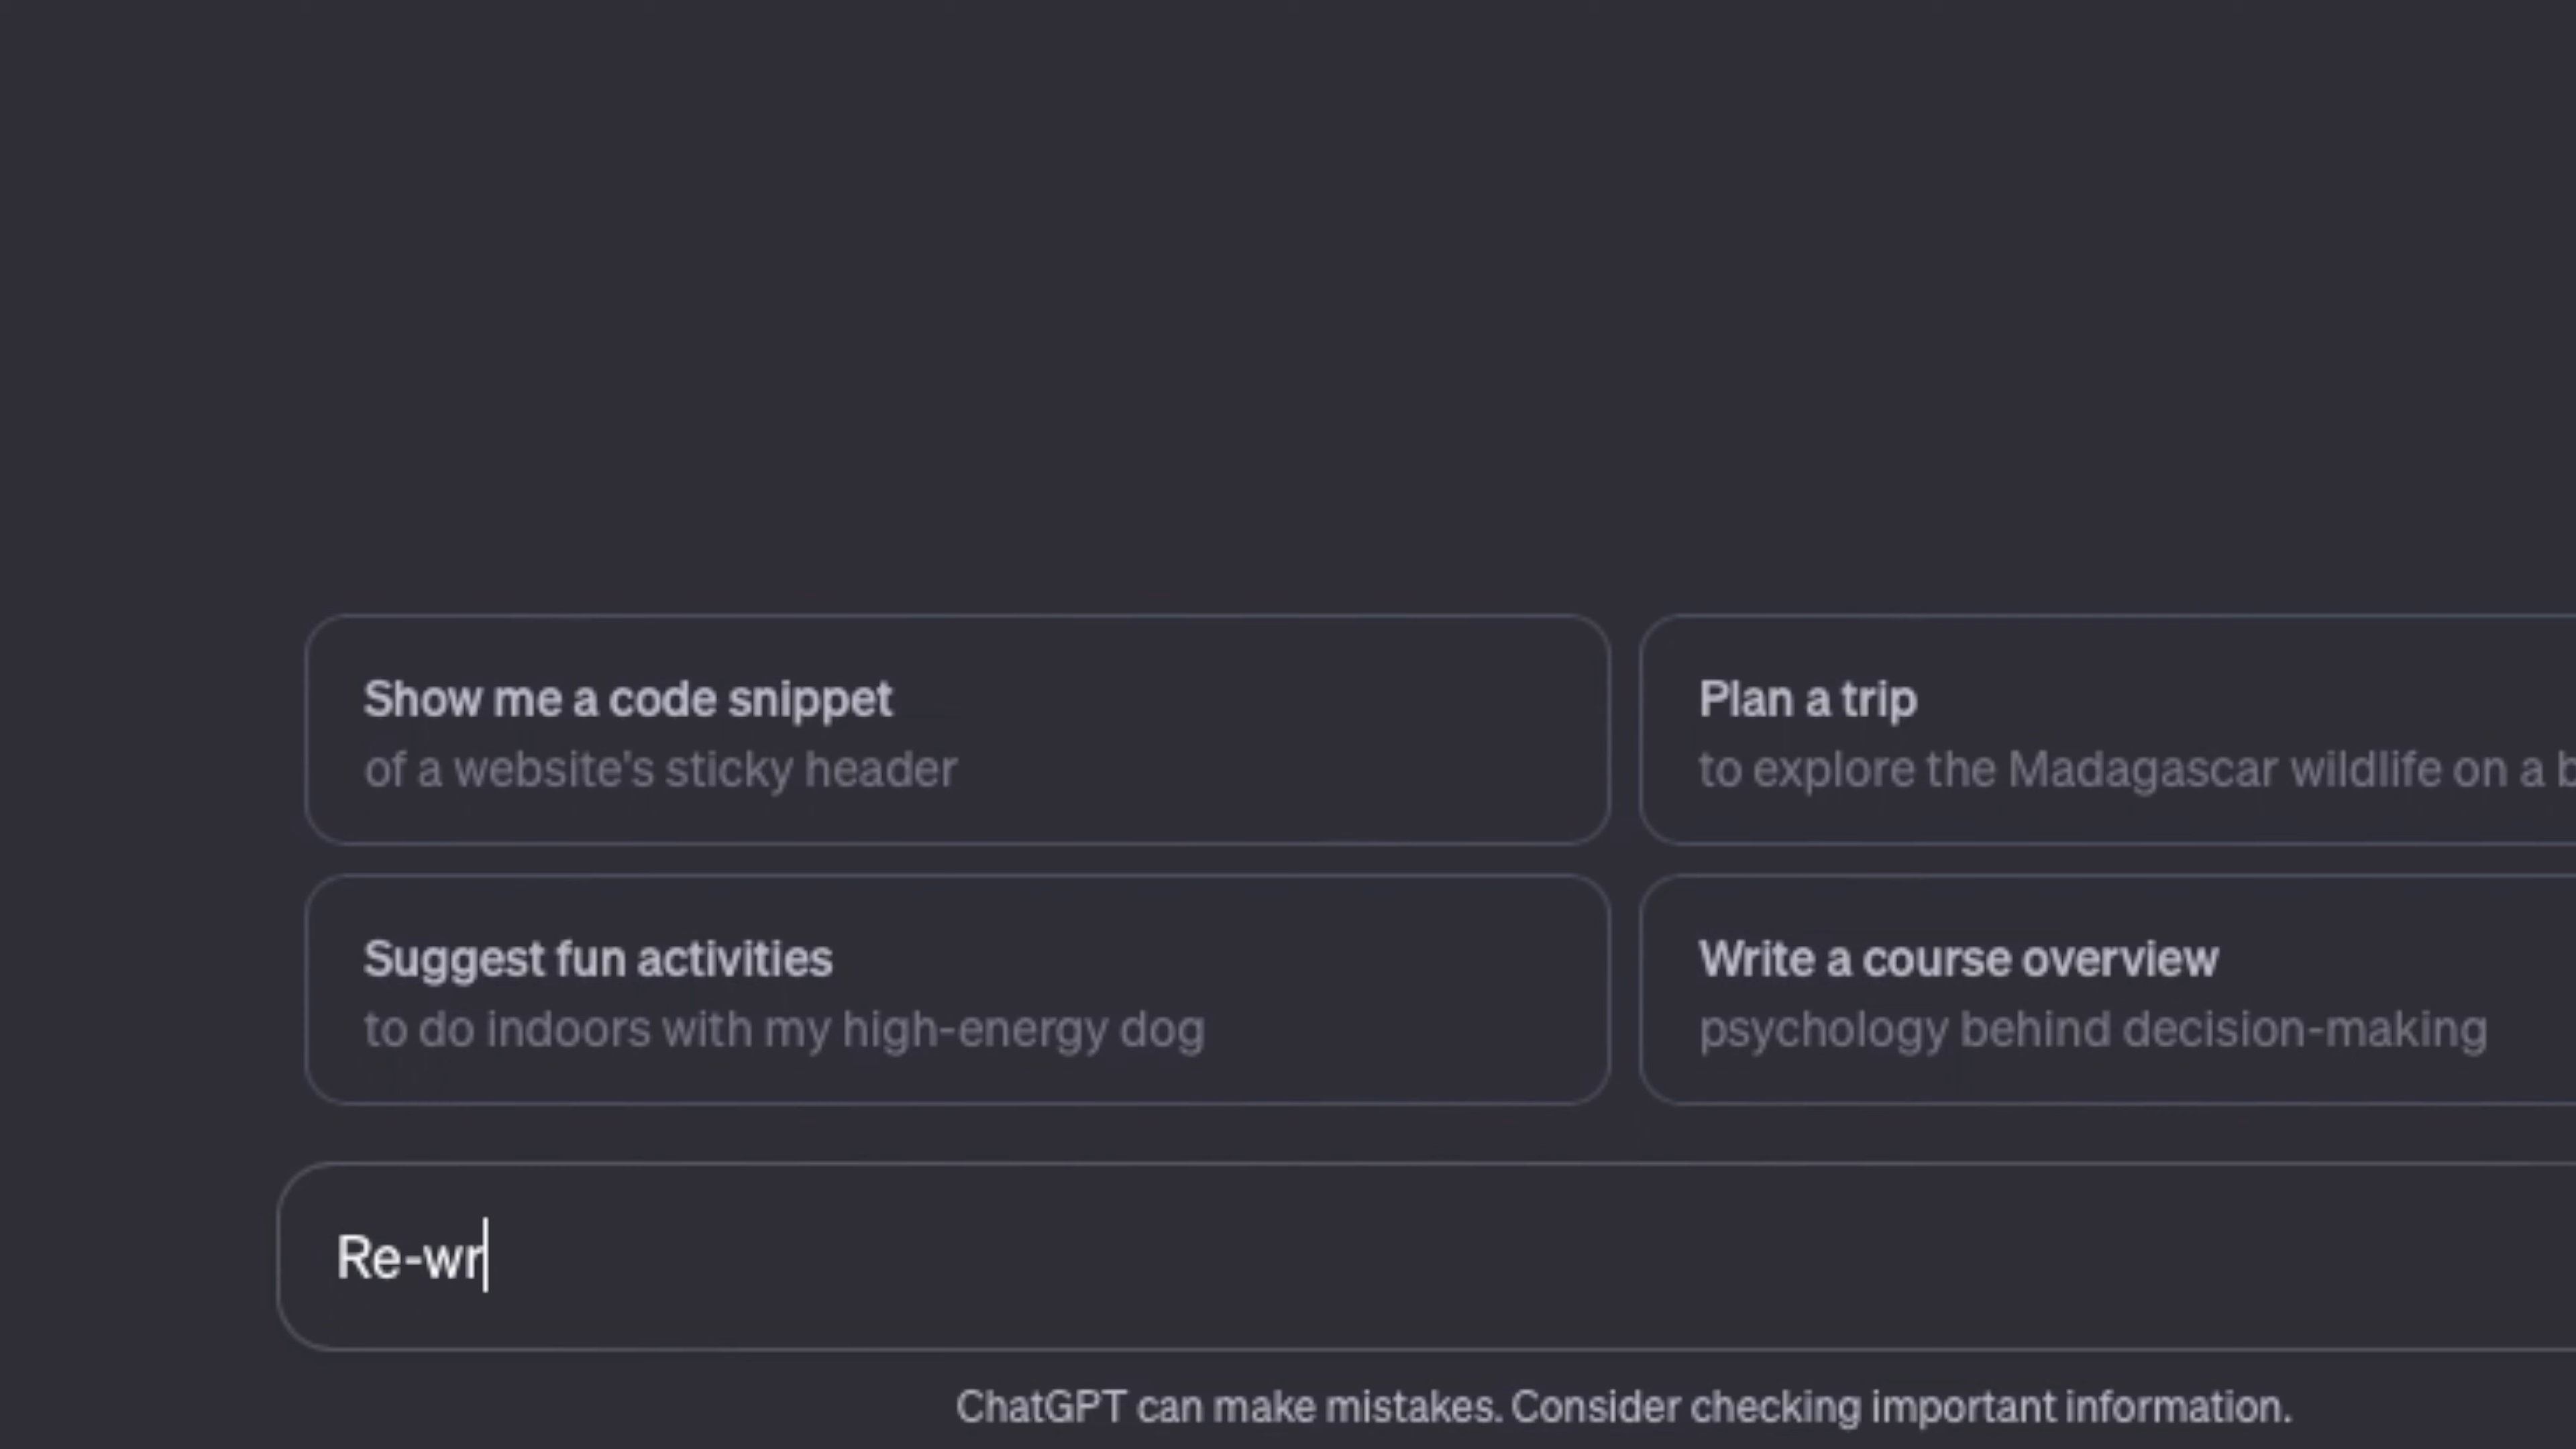 Show me a code snippet
of a website's sticky header
Plan a trip
to explore the Madagascar wildlife on a b
Suggest fun activities
to do indoors with my high-energy dog
Write a course overview
psychology behind decision-making
Re-wr
ChatGPT can make mistakes. Consider checking important information.